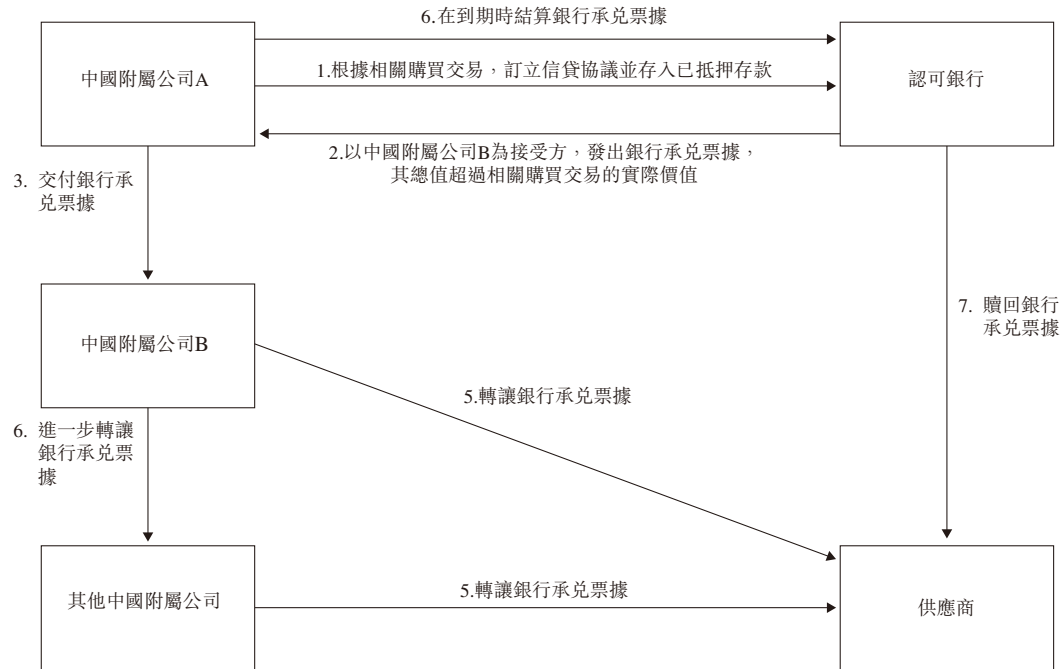 6.在到期時結算銀行承兑票據
中國附屬公司A
1.根據相關購買交易，訂立信貸協議並存入已抵押存款
認可銀行
2.以中國附屬公司B為接受方，發出銀行承兑票據，
其總值超過相關購買交易的實際價值
3. 交付銀行承
兑票據
中國附屬公司B
7. 贖回銀行
承兑票據
5.轉讓銀行承兑票據
6. 進一步轉讓
銀行承兑票
據
其他中國附屬公司
5.轉讓銀行承兑票據
供應商